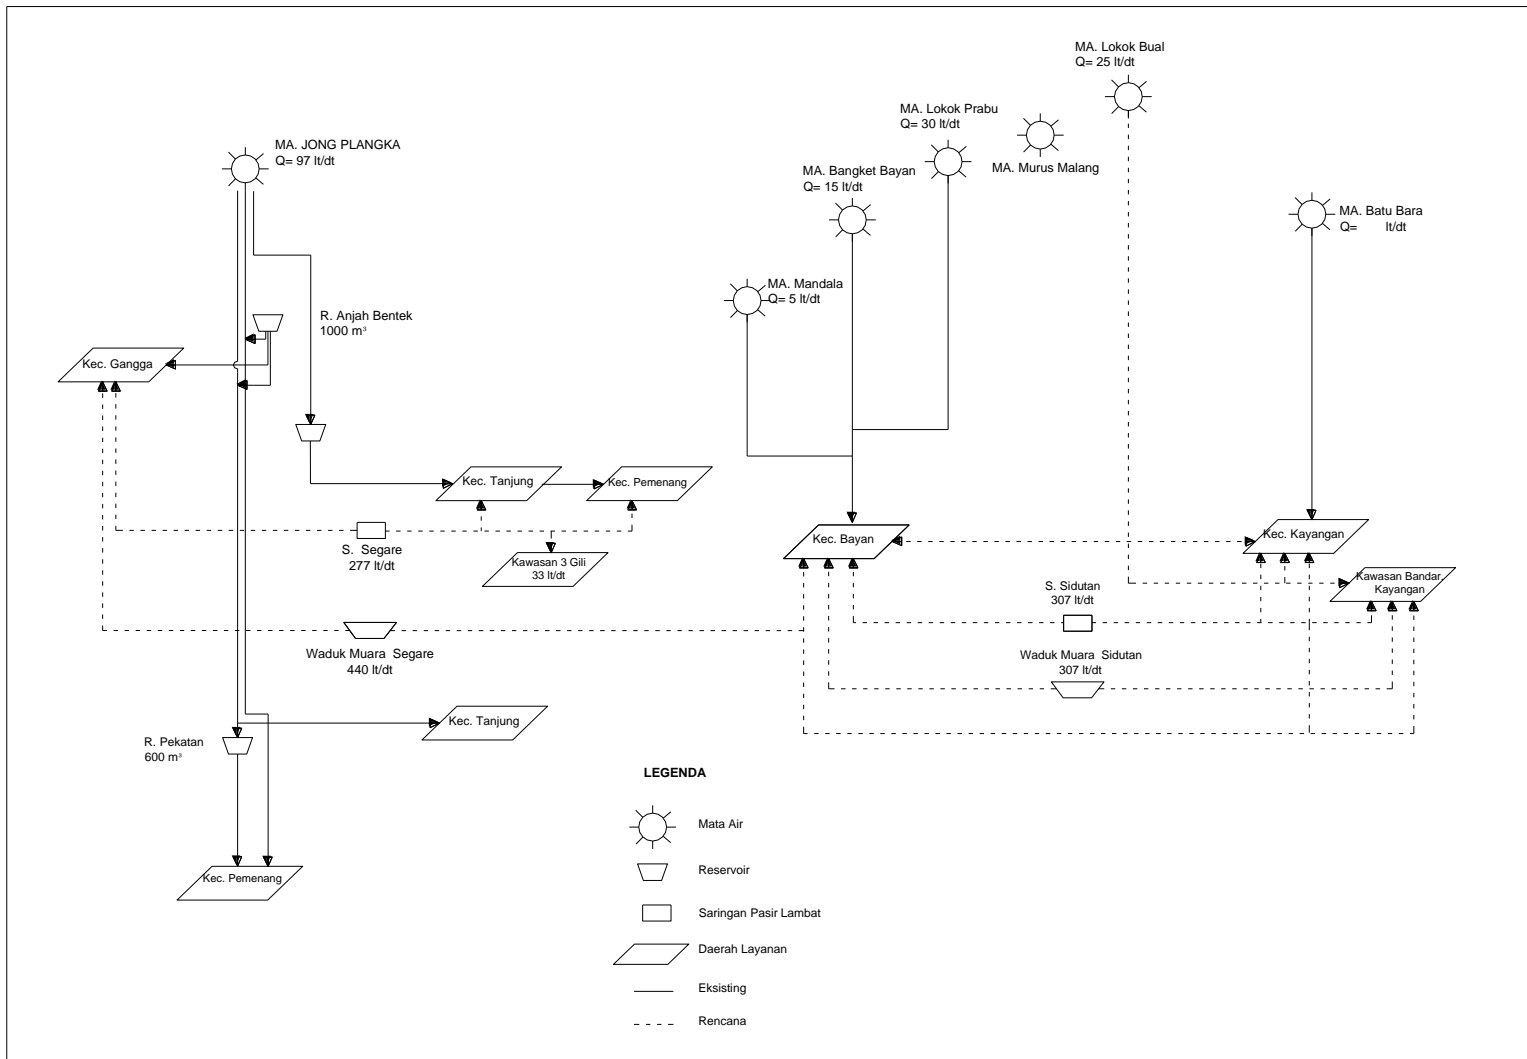 MA. Lokok Bual
Q= 25 lt/dt
MA. Lokok Prabu
Q= 30 lt/dt
MA. JONG PLANGKA
Q= 97 lt/dt
MA. Murus Malang
MA. Bangket Bayan
Q= 15 lt/dt
MA. Batu Bara
Q= lt/dt
MA. Mandala
Q= 5 lt/dt
R. Anjah Bentek
1000 m³
Kec. Gangga
Kec. Tanjung
Kec. Pemenang
S. Segare
277 lt/dt
Kawasan 3 Gili
33 lt/dt
Kec. Bayan
Kec. Kayangan
Kawasan Bandar.
Kayangan
S. Sidutan
307 lt/dt
Waduk Muara Segare
440 lt/dt
Waduk Muara Sidutan
307 lt/dt
Kec. Tanjung
R. Pekatan
600 m³
Kec. Pemenang
LEGENDA
Mata Air
Reservoir
Saringan Pasir Lambat
Daerah Layanan
Eksisting
Rencana